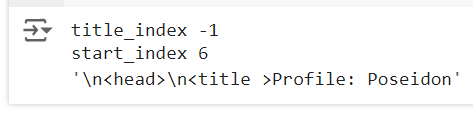 title_index -1
start_index 6
'\n<head>\n<title >Profile: Poseidon'